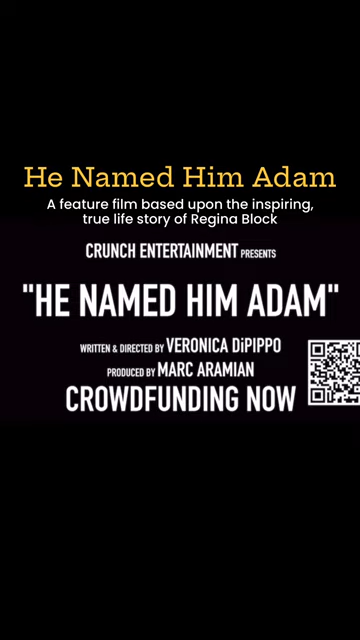 He Named Him Adam
A feature film based upon the inspiring,
true life story of Regina Block
CRUNCH ENTERTAINMENT PRESENTS
"HE NAMED HIM ADAM"
WRITTEN & DIRECTED BY VERONICA DiPIPPO
PRODUCED BY MARC ARAMIAN
CROWDFUNDING NOW